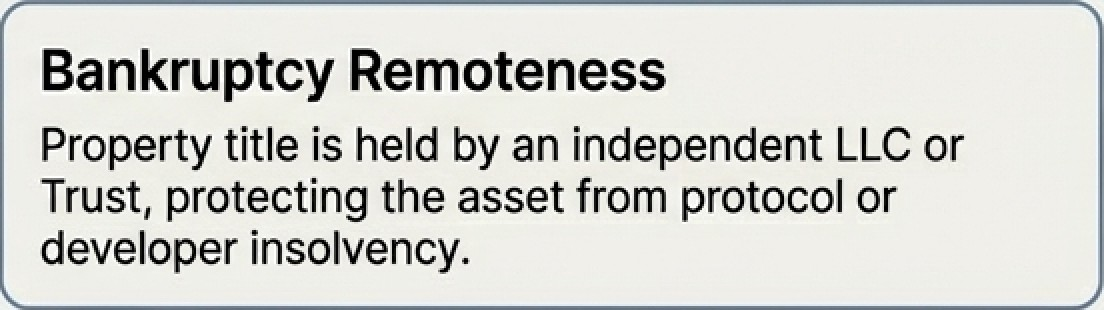 Bankruptcy Remoteness
Property title is held by an independent LLC or
Trust, protecting the asset from protocol or
developer insolvency.